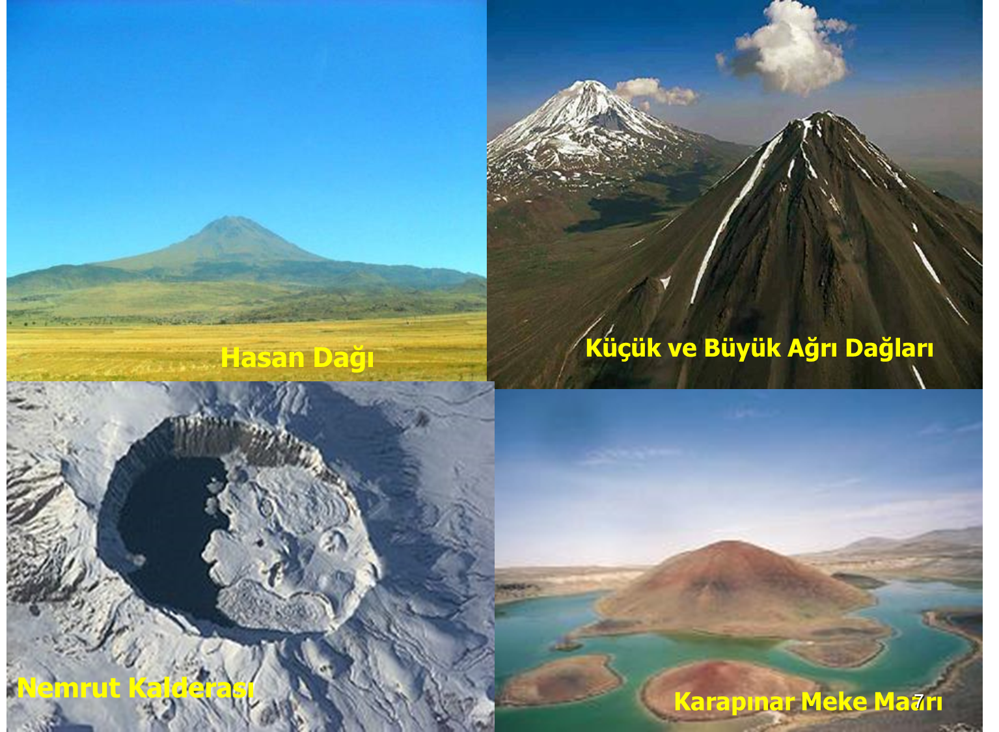 Hasan Dağı
Küçük ve Büyük Ağrı Dağları
Nemrut Kalderası
Karapınar Meke Maarı
7